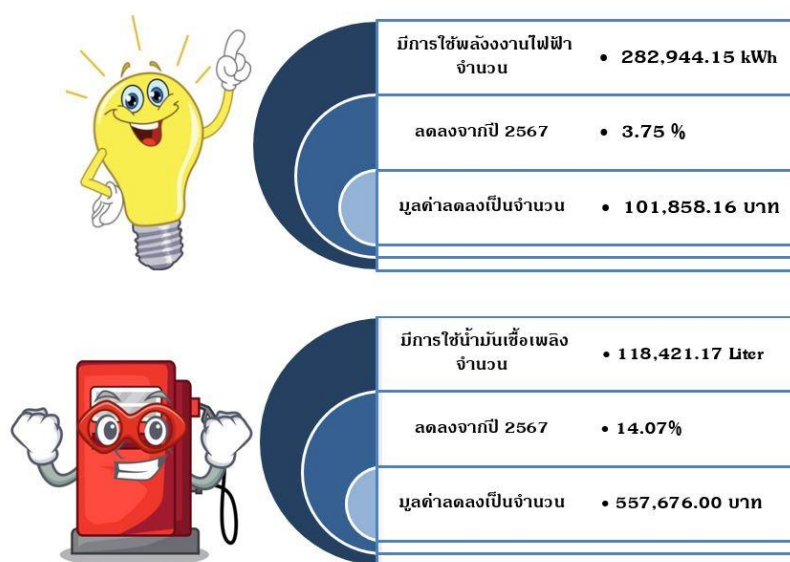 มีการใช้พลังงงานไฟฟ้า
จำนวน
• 282,944.15 kWh
ลดลงจากปี 2567
• 3.75 %
มูลค่าลดลงเป็นจำนวน
• 101,858.16 บาท
มีการใช้น้ำมันเชื้อเพลิง
จำนวน
• 118,421.17 Liter
ลดลงจากปี 2567
• 14.07%
มูลค่าลดลงเป็นจำนวน
• 557,676.00 บาท